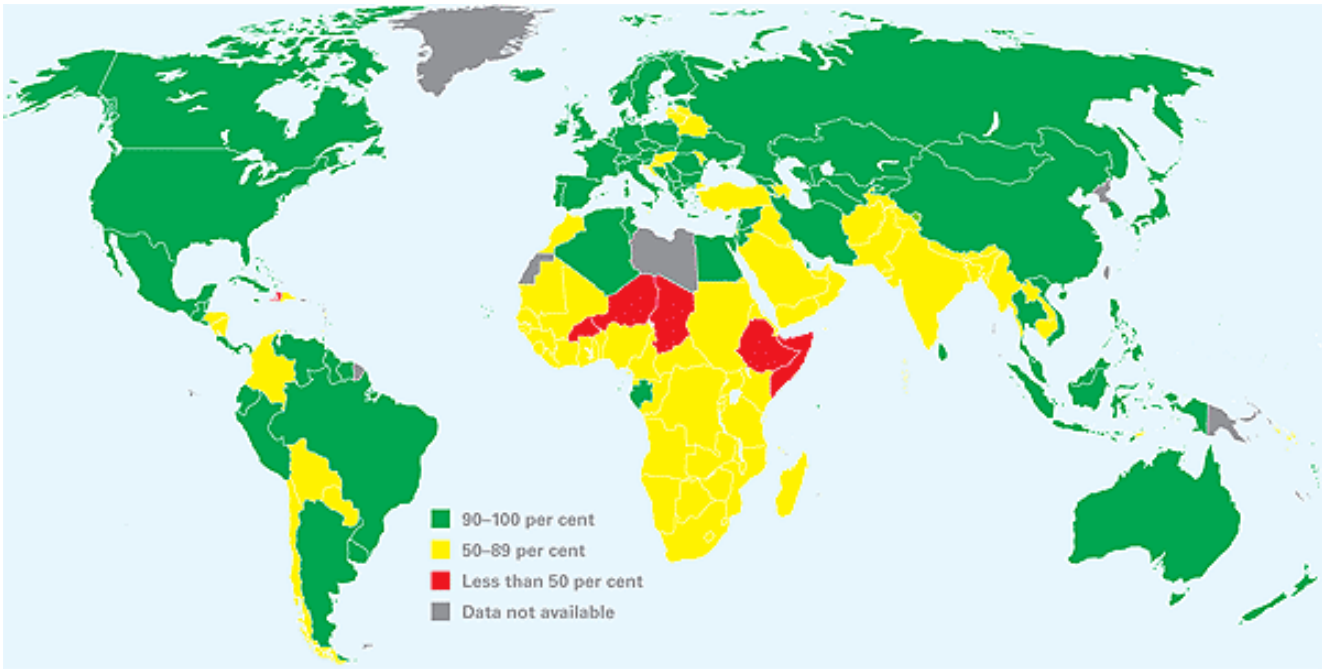 90–100 per cent
50–89 per cent
Less than 50 per cent
Data not available